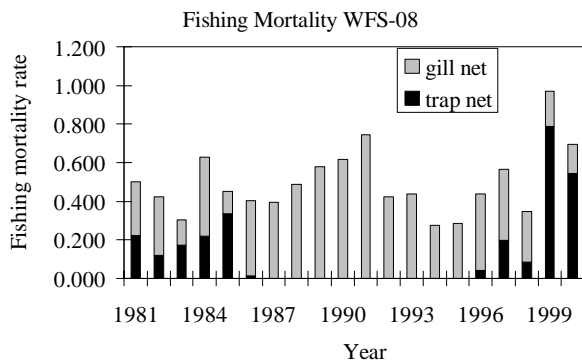 Fishing Mortality WFS-08
1.200
1.000
0.800
0.600
0.400
0.200
0.000
Fishing mortality rate
gill net
trap net
1981 1984 1987 1990 1993 1996 1999
Year